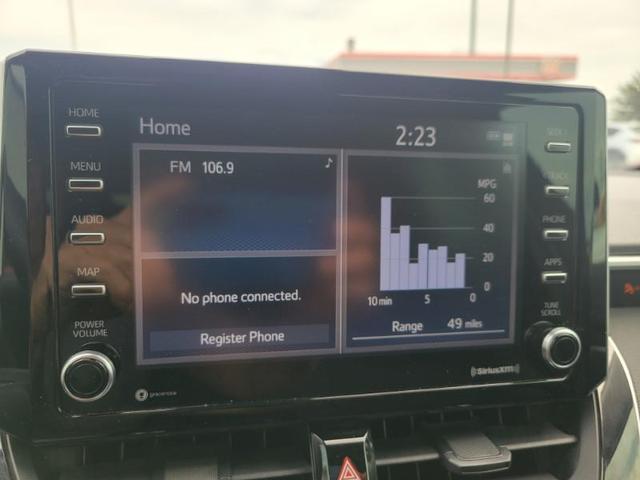 HOME
MENU
AUDIO
MAP
POWER
VOLUME
Home
2:23
FM 106.9
No phone connected.
Register Phone
MPG
60
40
20
0
10 min 5 0
Range 49 miles
SEEK
TRACK
PHONE
APPS
TUNE
SCROLL
gracenote
SiriusXM